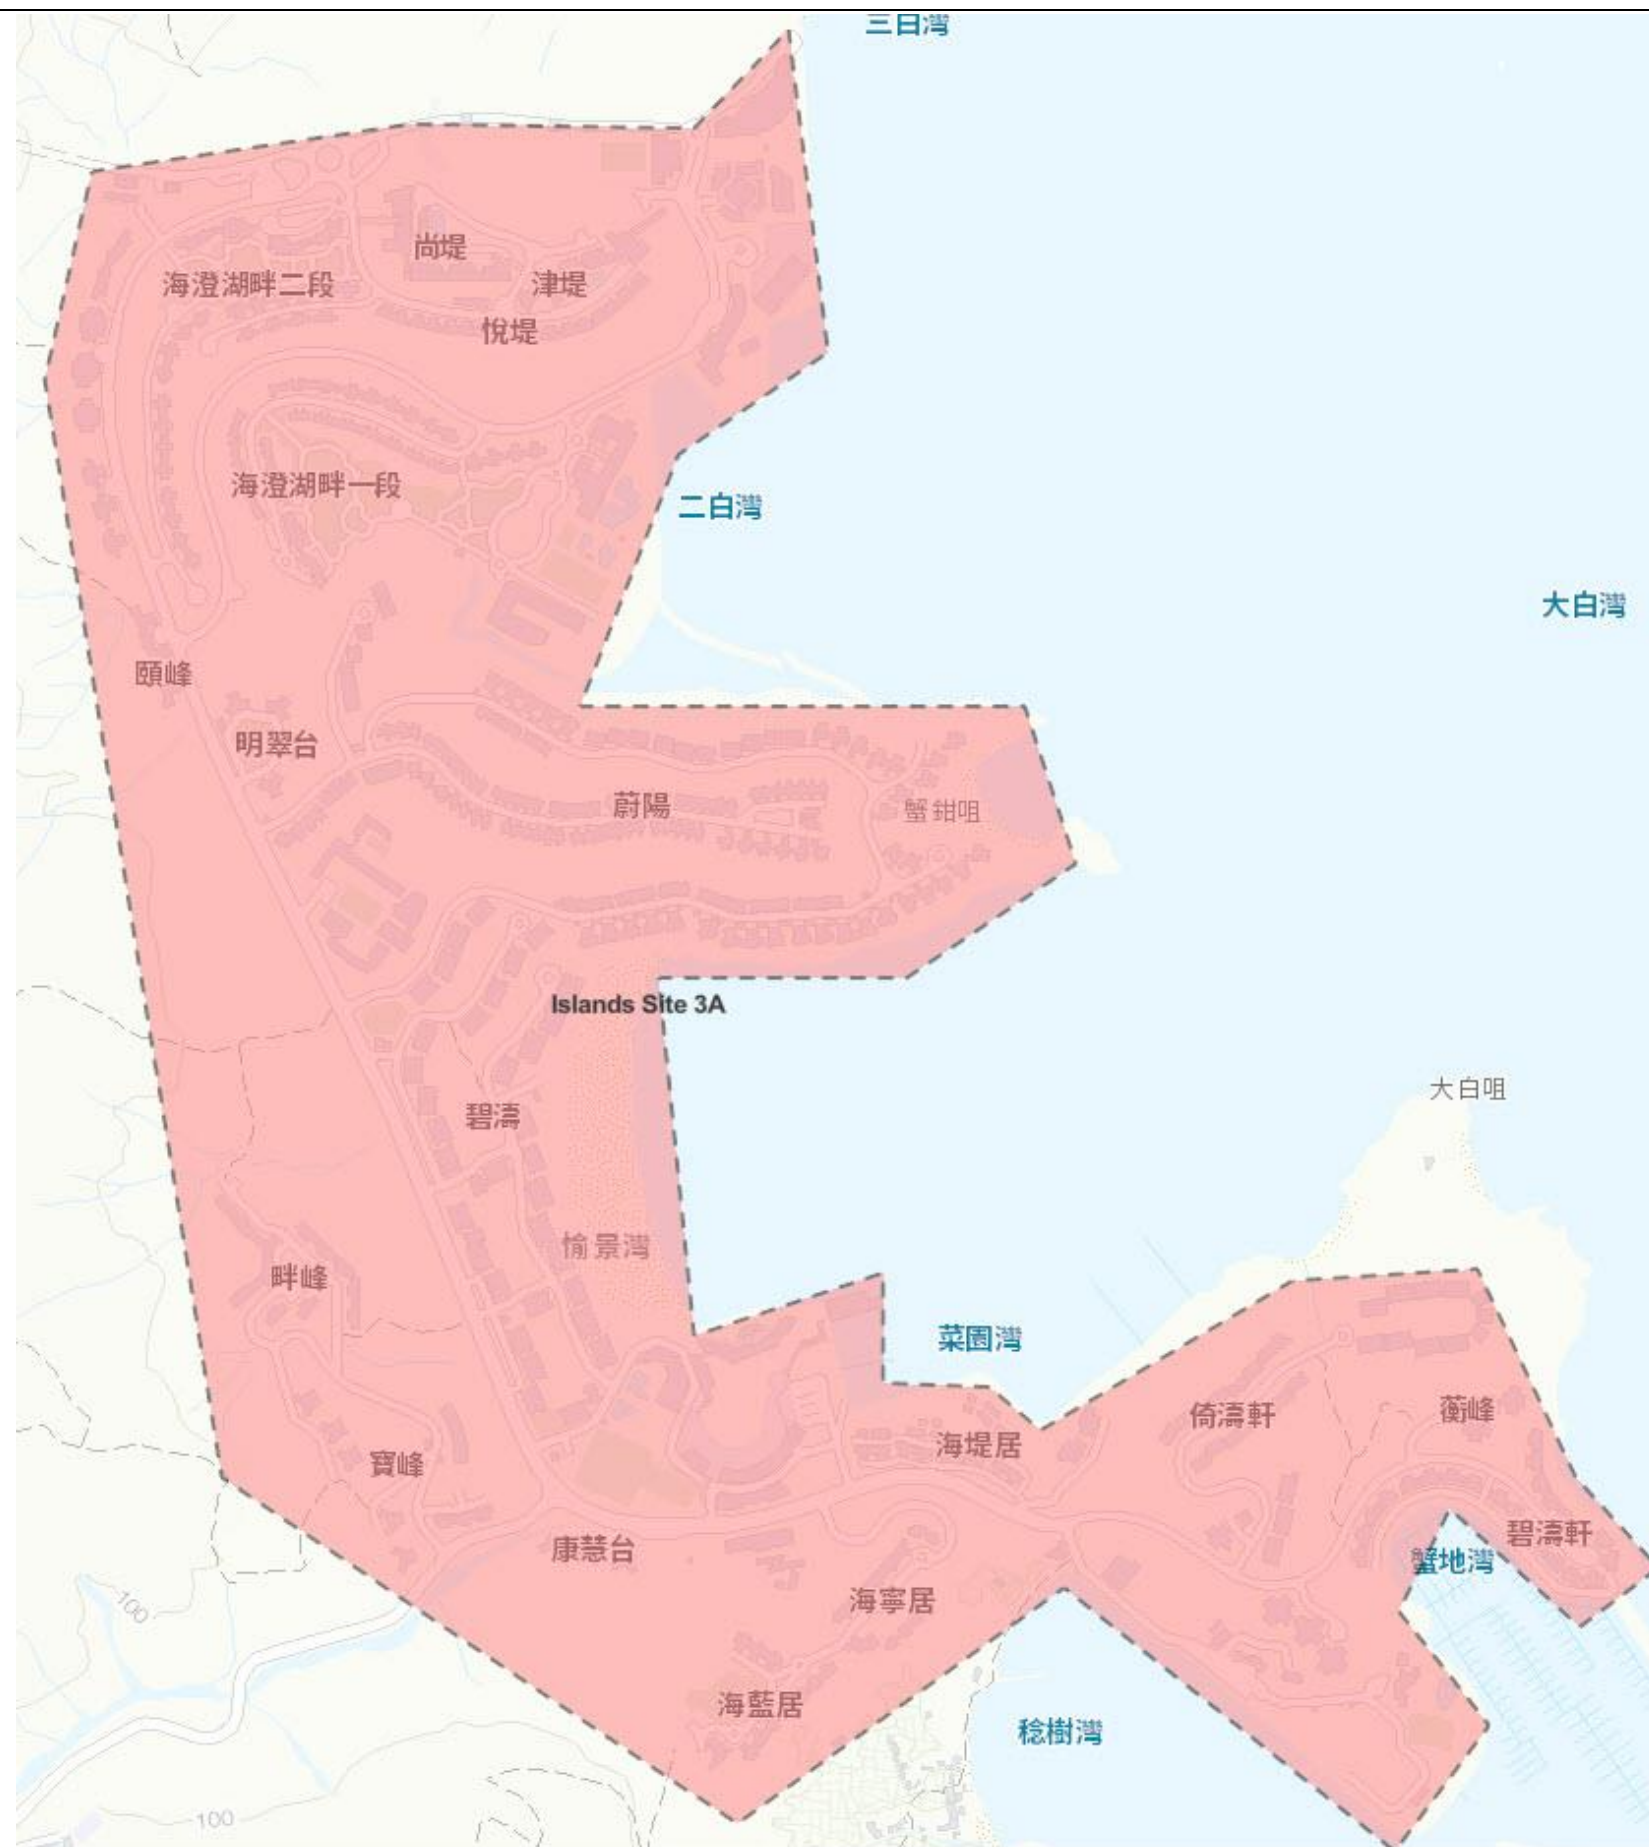 三白灣
尚堤
海澄湖畔二段
津堤
悅堤
海澄湖畔一段
二白灣
大白灣
頤峰
明翠台
蔚陽
蟹鉗咀
Islands Site 3A
大白咀
碧濤
愉景灣
畔峰
菜園灣
倚濤軒
蘅峰
海堤居
寶峰
碧濤軒
康慧台
蟹地灣
海寧居
100
海藍居
稔樹灣
100